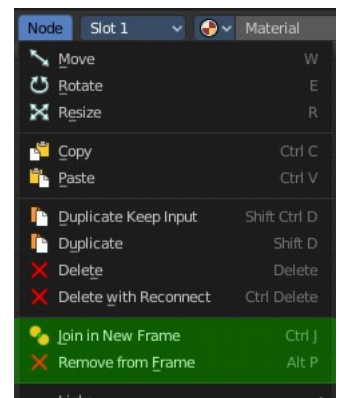 Node Slot 1 Material
Move W
Rotate E
Resize R
Copy Ctrl C
Paste Ctrl V
Duplicate Keep Input Shift Ctrl D
Duplicate Shift D
Delete Delete
Delete with Reconnect Ctrl Delete
Join in New Frame Ctrl J
Remove from Frame Alt P